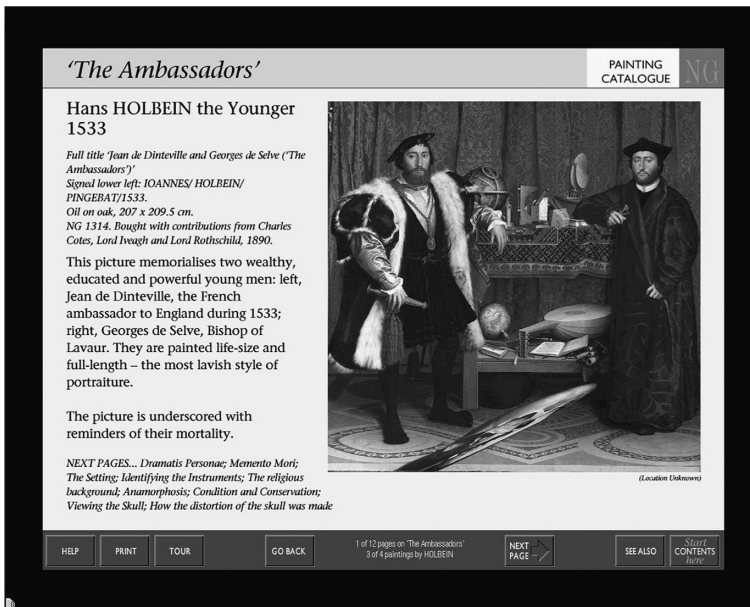 'The Ambassadors'
PAINTING
CATALOGUE
NG
Hans HOLBEIN the Younger
1533
Full title 'Jean de Dinteville and Georges de Selve ('The
Ambassadors')'
Signed lower left: IOANNES/ HOLBEIN/
PINGEBAT/1533.
Oil on oak, 207 x 209.5 cm.
NG 1314. Bought with contributions from Charles
Cotes, Lord Iveagh and Lord Rothschild, 1890.
This picture memorialises two wealthy,
educated and powerful young men: left,
Jean de Dinteville, the French
ambassador to England during 1533;
right, Georges de Selve, Bishop of
Lavaur. They are painted life-size and
full-length – the most lavish style of
portraiture.
The picture is underscored with
reminders of their mortality.
NEXT PAGES... Dramatis Personae; Memento Mori;
The Setting; Identifying the Instruments; The religious
background; Anamorphosis; Condition and Conservation;
Viewing the Skull; How the distortion of the skull was made
(Location Unknown)
HELP
PRINT
TOUR
GO BACK
1 of 12 pages on 'The Ambassadors'
3 of 4 paintings by HOLBEIN
NEXT
PAGE
SEE ALSO
Start
CONTENTS
here